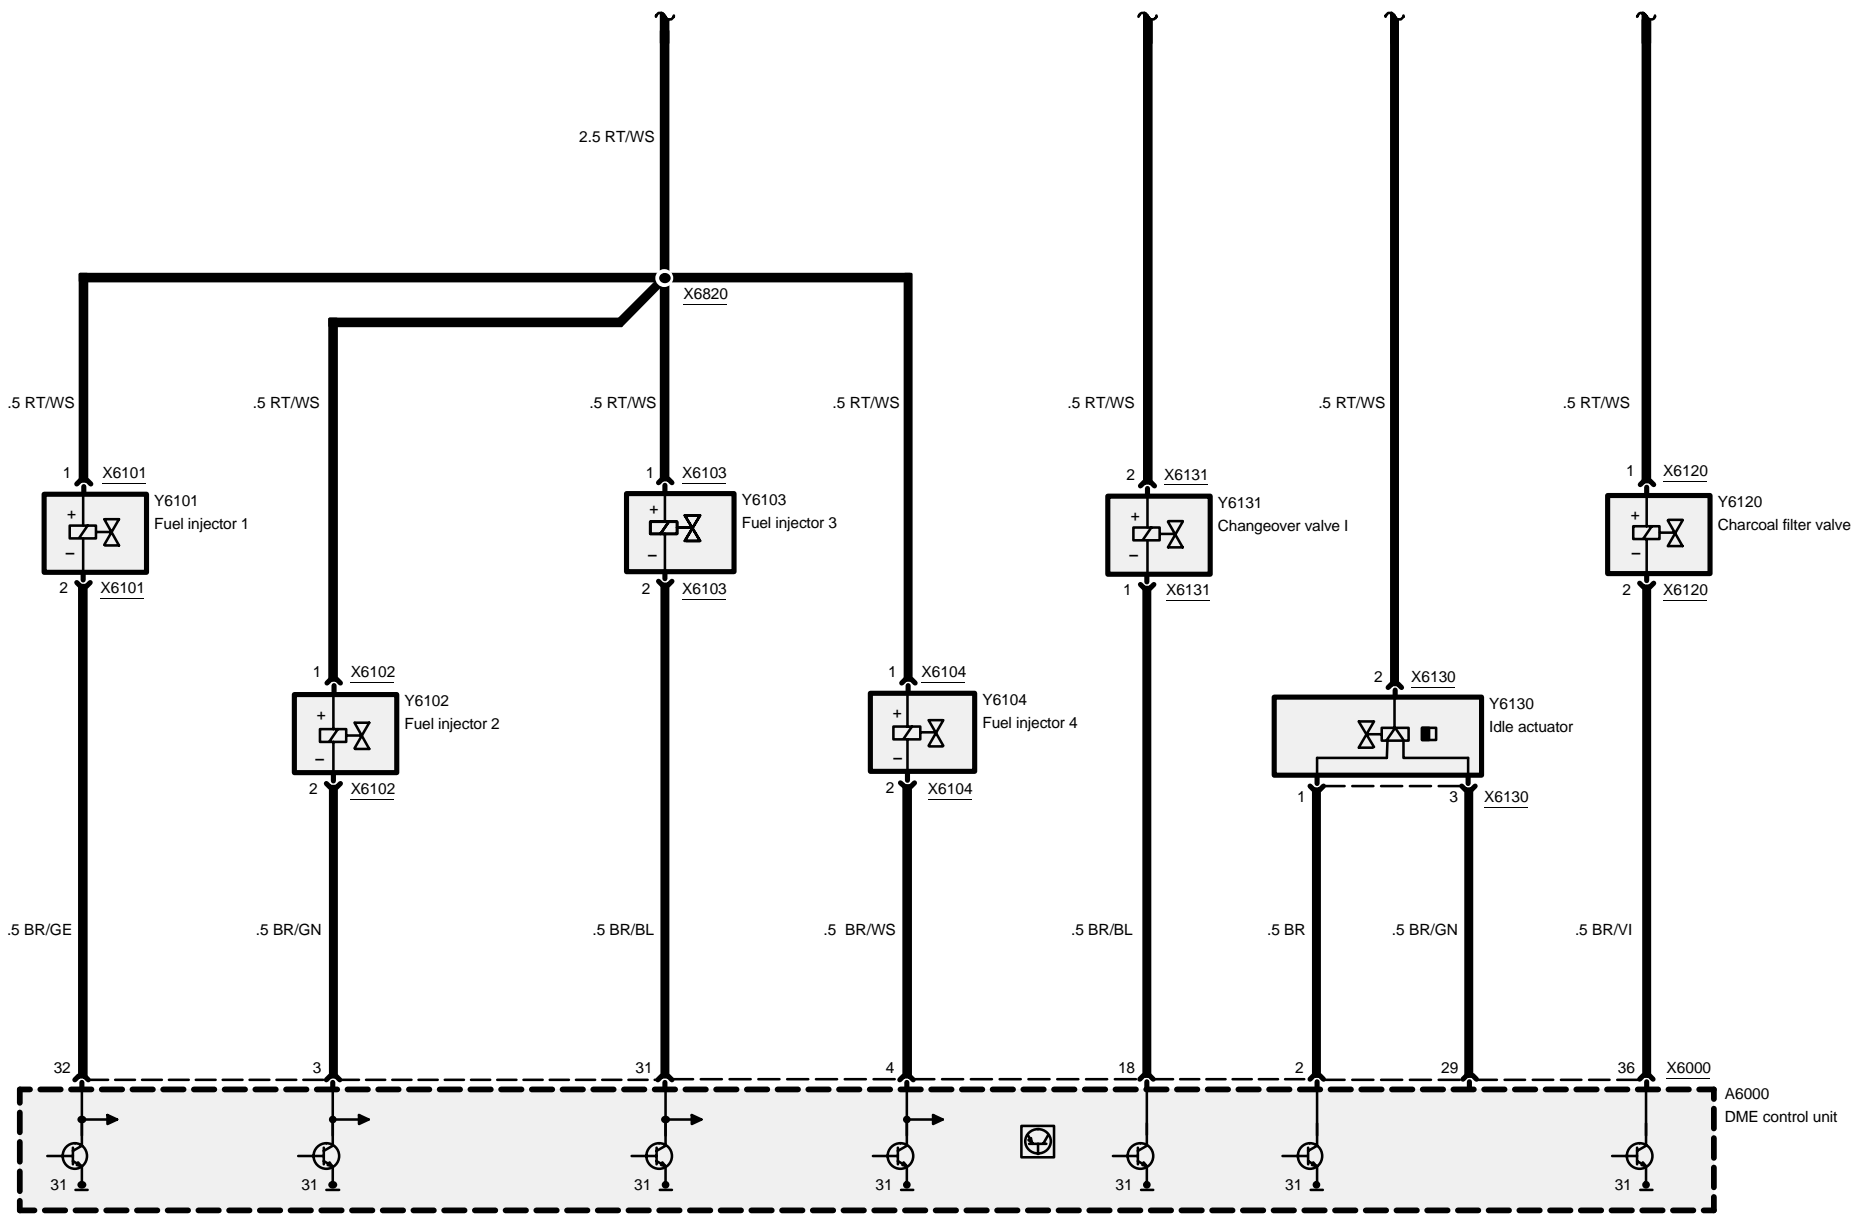 2.5 RT/WS
X6820
.5 RT/WS
.5 RT/WS
.5 RT/WS
.5 RT/WS
.5 RT/WS
.5 RT/WS
.5 RT/WS
1 X6101
1 X6103
2 X6131
1 X6120
Y6101
Fuel injector 1
Y6103
Fuel injector 3
Y6131
Changeover valve I
Y6120
Charcoal filter valve
+
−
+
−
+
−
+
−
2 X6101
2 X6103
1 X6131
2 X6120
1 X6102
1 X6104
2 X6130
Y6102
Fuel injector 2
Y6104
Fuel injector 4
Y6130
Idle actuator
+
−
+
−
2 X6102
2 X6104
1
3 X6130
.5 BR/GE
.5 BR/GN
.5 BR/BL
.5 BR/WS
.5 BR/BL
.5 BR
.5 BR/GN
.5 BR/VI
32
3
31
4
18
2
29
36 X6000
A6000
DME control unit
31
31
31
31
31
31
31